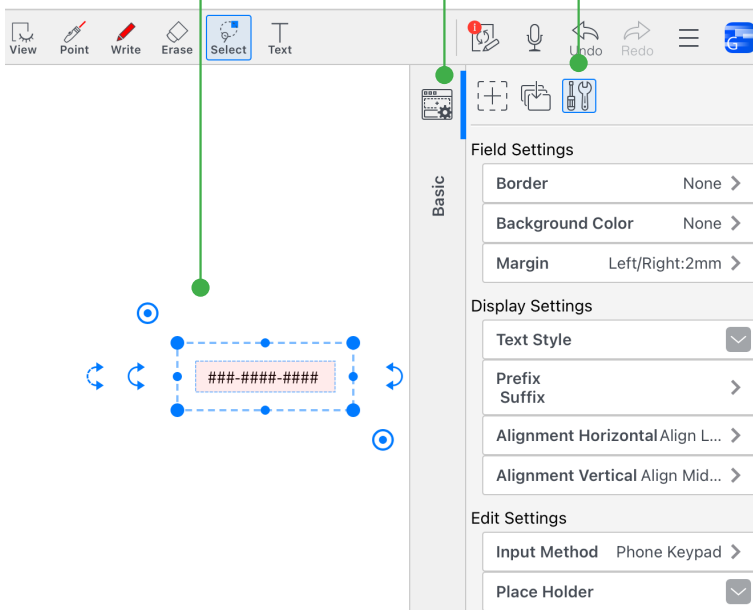 View
Point
Write
Erase
Select
Text
i
Undo
Redo
G
Basic
Field Settings
Border None
Background Color None
Margin Left/Right:2mm
###-####-####
Display Settings
Text Style
Prefix
Suffix
Alignment Horizontal Align L...
Alignment Vertical Align Mid...
Edit Settings
Input Method Phone Keypad
Place Holder